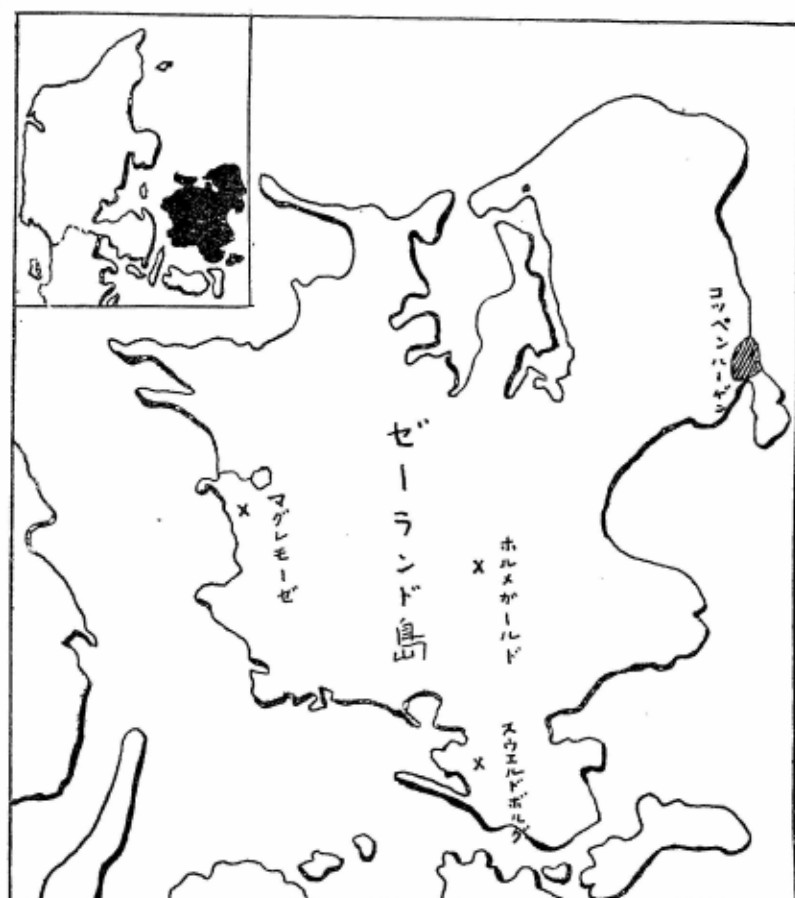 コッペンハーゲン
ゼーランド島
マグレモーゼ
×
ホルメガールド
×
スウエルドボルグ
×